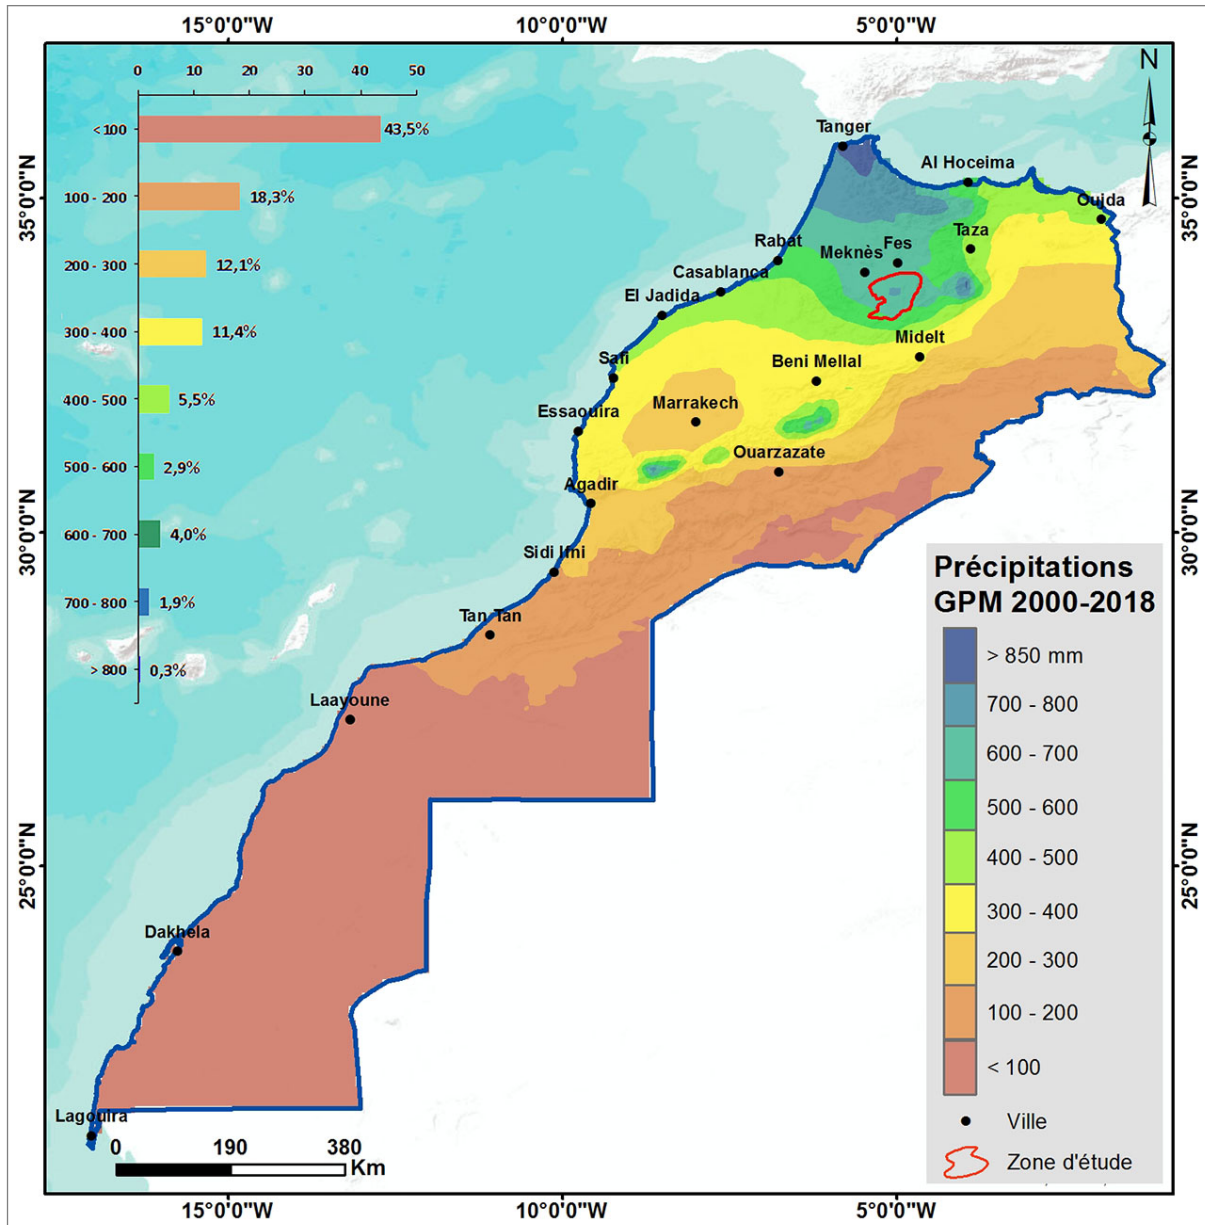 15°0'0"W 10°0'0"W 5°0'0"W
0 10 20 30 40 50
< 100 43,5%
100 - 200 18,3%
200 - 300 12,1%
300 - 400 11,4%
400 - 500 5,5%
500 - 600 2,9%
600 - 700 4,0%
700 - 800 1,9%
> 800 0,3%
N
35°0'0"N
30°0'0"N
25°0'0"N
35°0'0"N
30°0'0"N
25°0'0"N
Tanger
Al Hoceima
Oujda
Taza
Rabat
Fes
Meknès
Casablanca
El Jadida
Midelt
Safi
Beni Mellal
Essaouira
Marrakech
Ouarzazate
Agadir
Sidi Ifni
Tan Tan
Laayoune
Dakhela
Lagouira
Précipitations
GPM 2000-2018
> 850 mm
700 - 800
600 - 700
500 - 600
400 - 500
300 - 400
200 - 300
100 - 200
< 100
Ville
Zone d'étude
0 190 380
Km
15°0'0"W 10°0'0"W 5°0'0"W